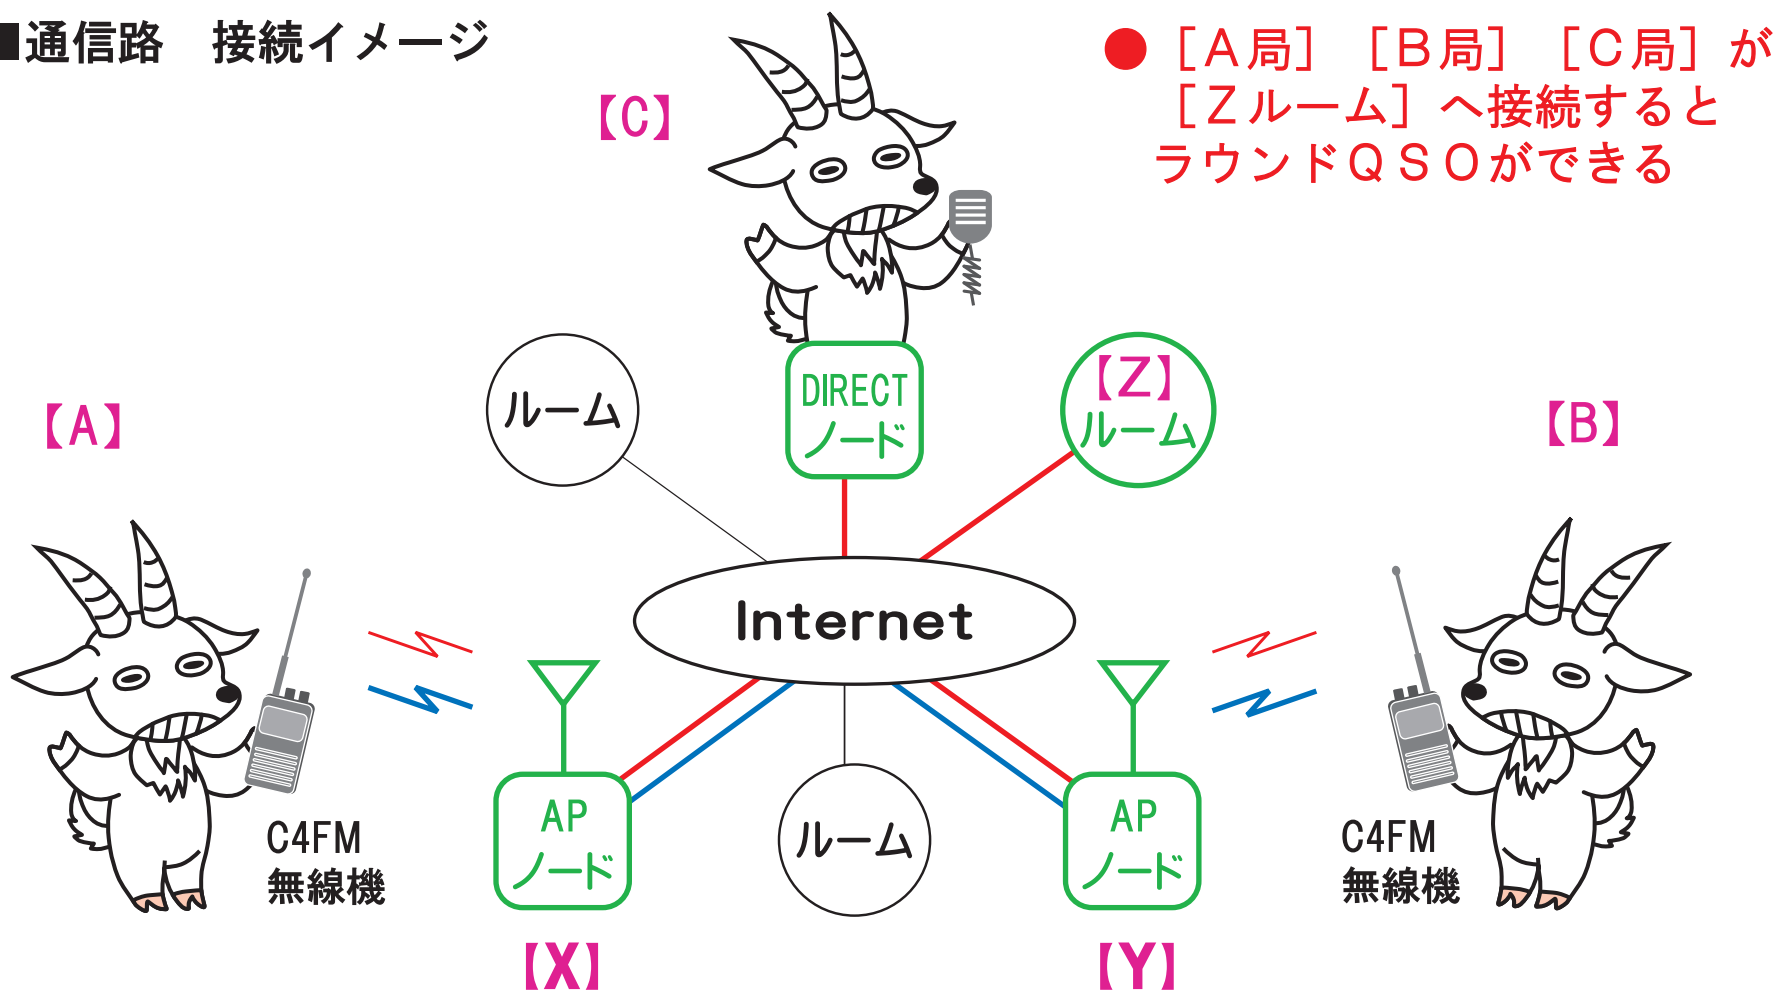 ■通信路　接続イメージ
●［Ａ局］［Ｂ局］［Ｃ局］が
［Ｚルーム］へ接続すると
ラウンドＱＳＯができる
【C】
【A】
【B】
ルーム
DIRECT
ノード
【Z】
ルーム
Internet
C4FM
無線機
AP
ノード
ルーム
AP
ノード
C4FM
無線機
【X】
【Y】